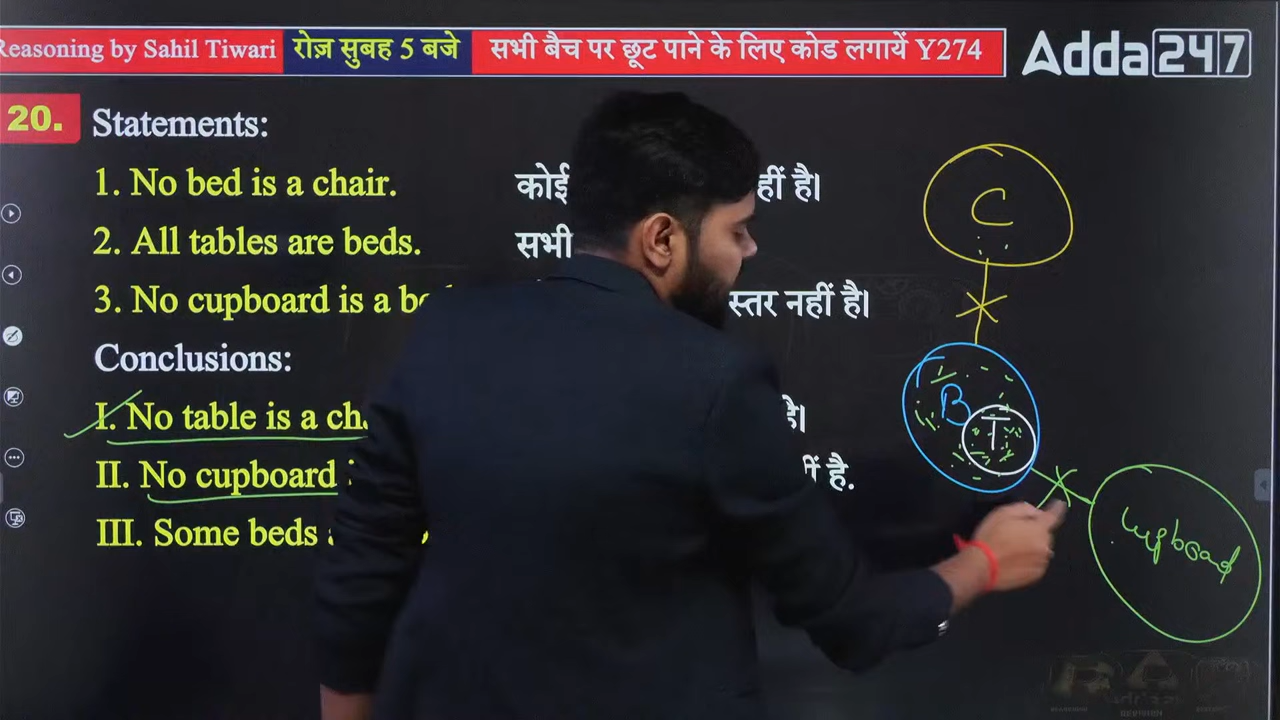 Reasoning by Sahil Tiwari रोज़ सुबह 5 बजे सभी बैच पर छूट पाने के लिए कोड लगायें Y274 Adda247
20. Statements:
1. No bed is a chair. कोई हीं है।
2. All tables are beds. सभी
3. No cupboard is a स्तर नहीं है।
Conclusions:
I. No table is a है।
II. No cupboard है.
III. Some beds
C
B
T
Cupboard